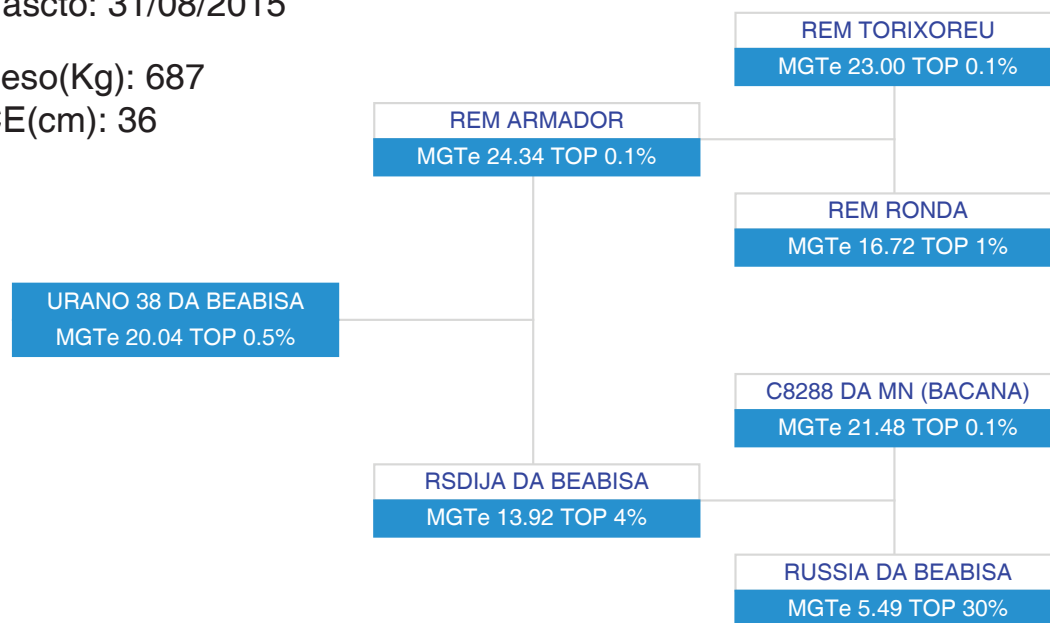 ascto: 31/08/2015
eso(Kg): 687
E(cm): 36
REM TORIXOREU
MGTe 23.00 TOP 0.1%
REM ARMADOR
MGTe 24.34 TOP 0.1%
REM RONDA
MGTe 16.72 TOP 1%
URANO 38 DA BEABISA
MGTe 20.04 TOP 0.5%
C8288 DA MN (BACANA)
MGTe 21.48 TOP 0.1%
RSDIJA DA BEABISA
MGTe 13.92 TOP 4%
RUSSIA DA BEABISA
MGTe 5.49 TOP 30%